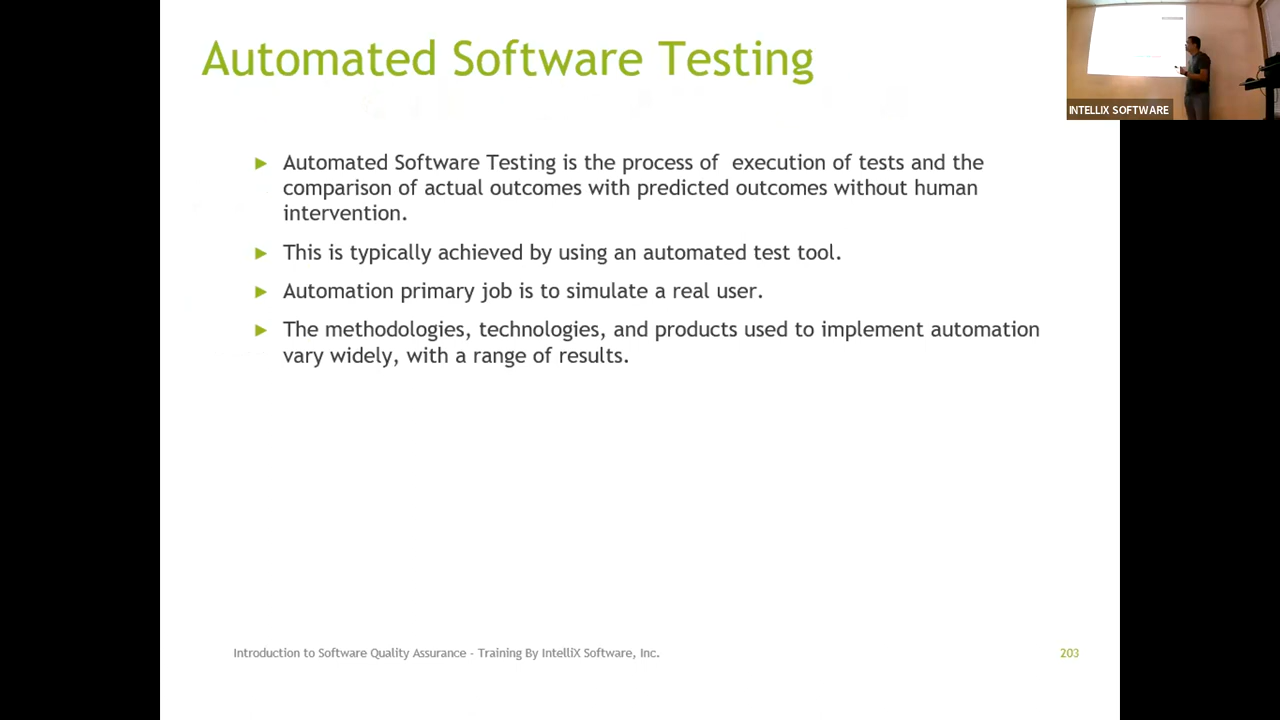 Automated Software Testing
INTELLIX SOFTWARE
► Automated Software Testing is the process of  execution of tests and the
comparison of actual outcomes with predicted outcomes without human
intervention.
► This is typically achieved by using an automated test tool.
► Automation primary job is to simulate a real user.
► The methodologies, technologies, and products used to implement automation
vary widely, with a range of results.
Introduction to Software Quality Assurance - Training By IntelliX Software, Inc.
203